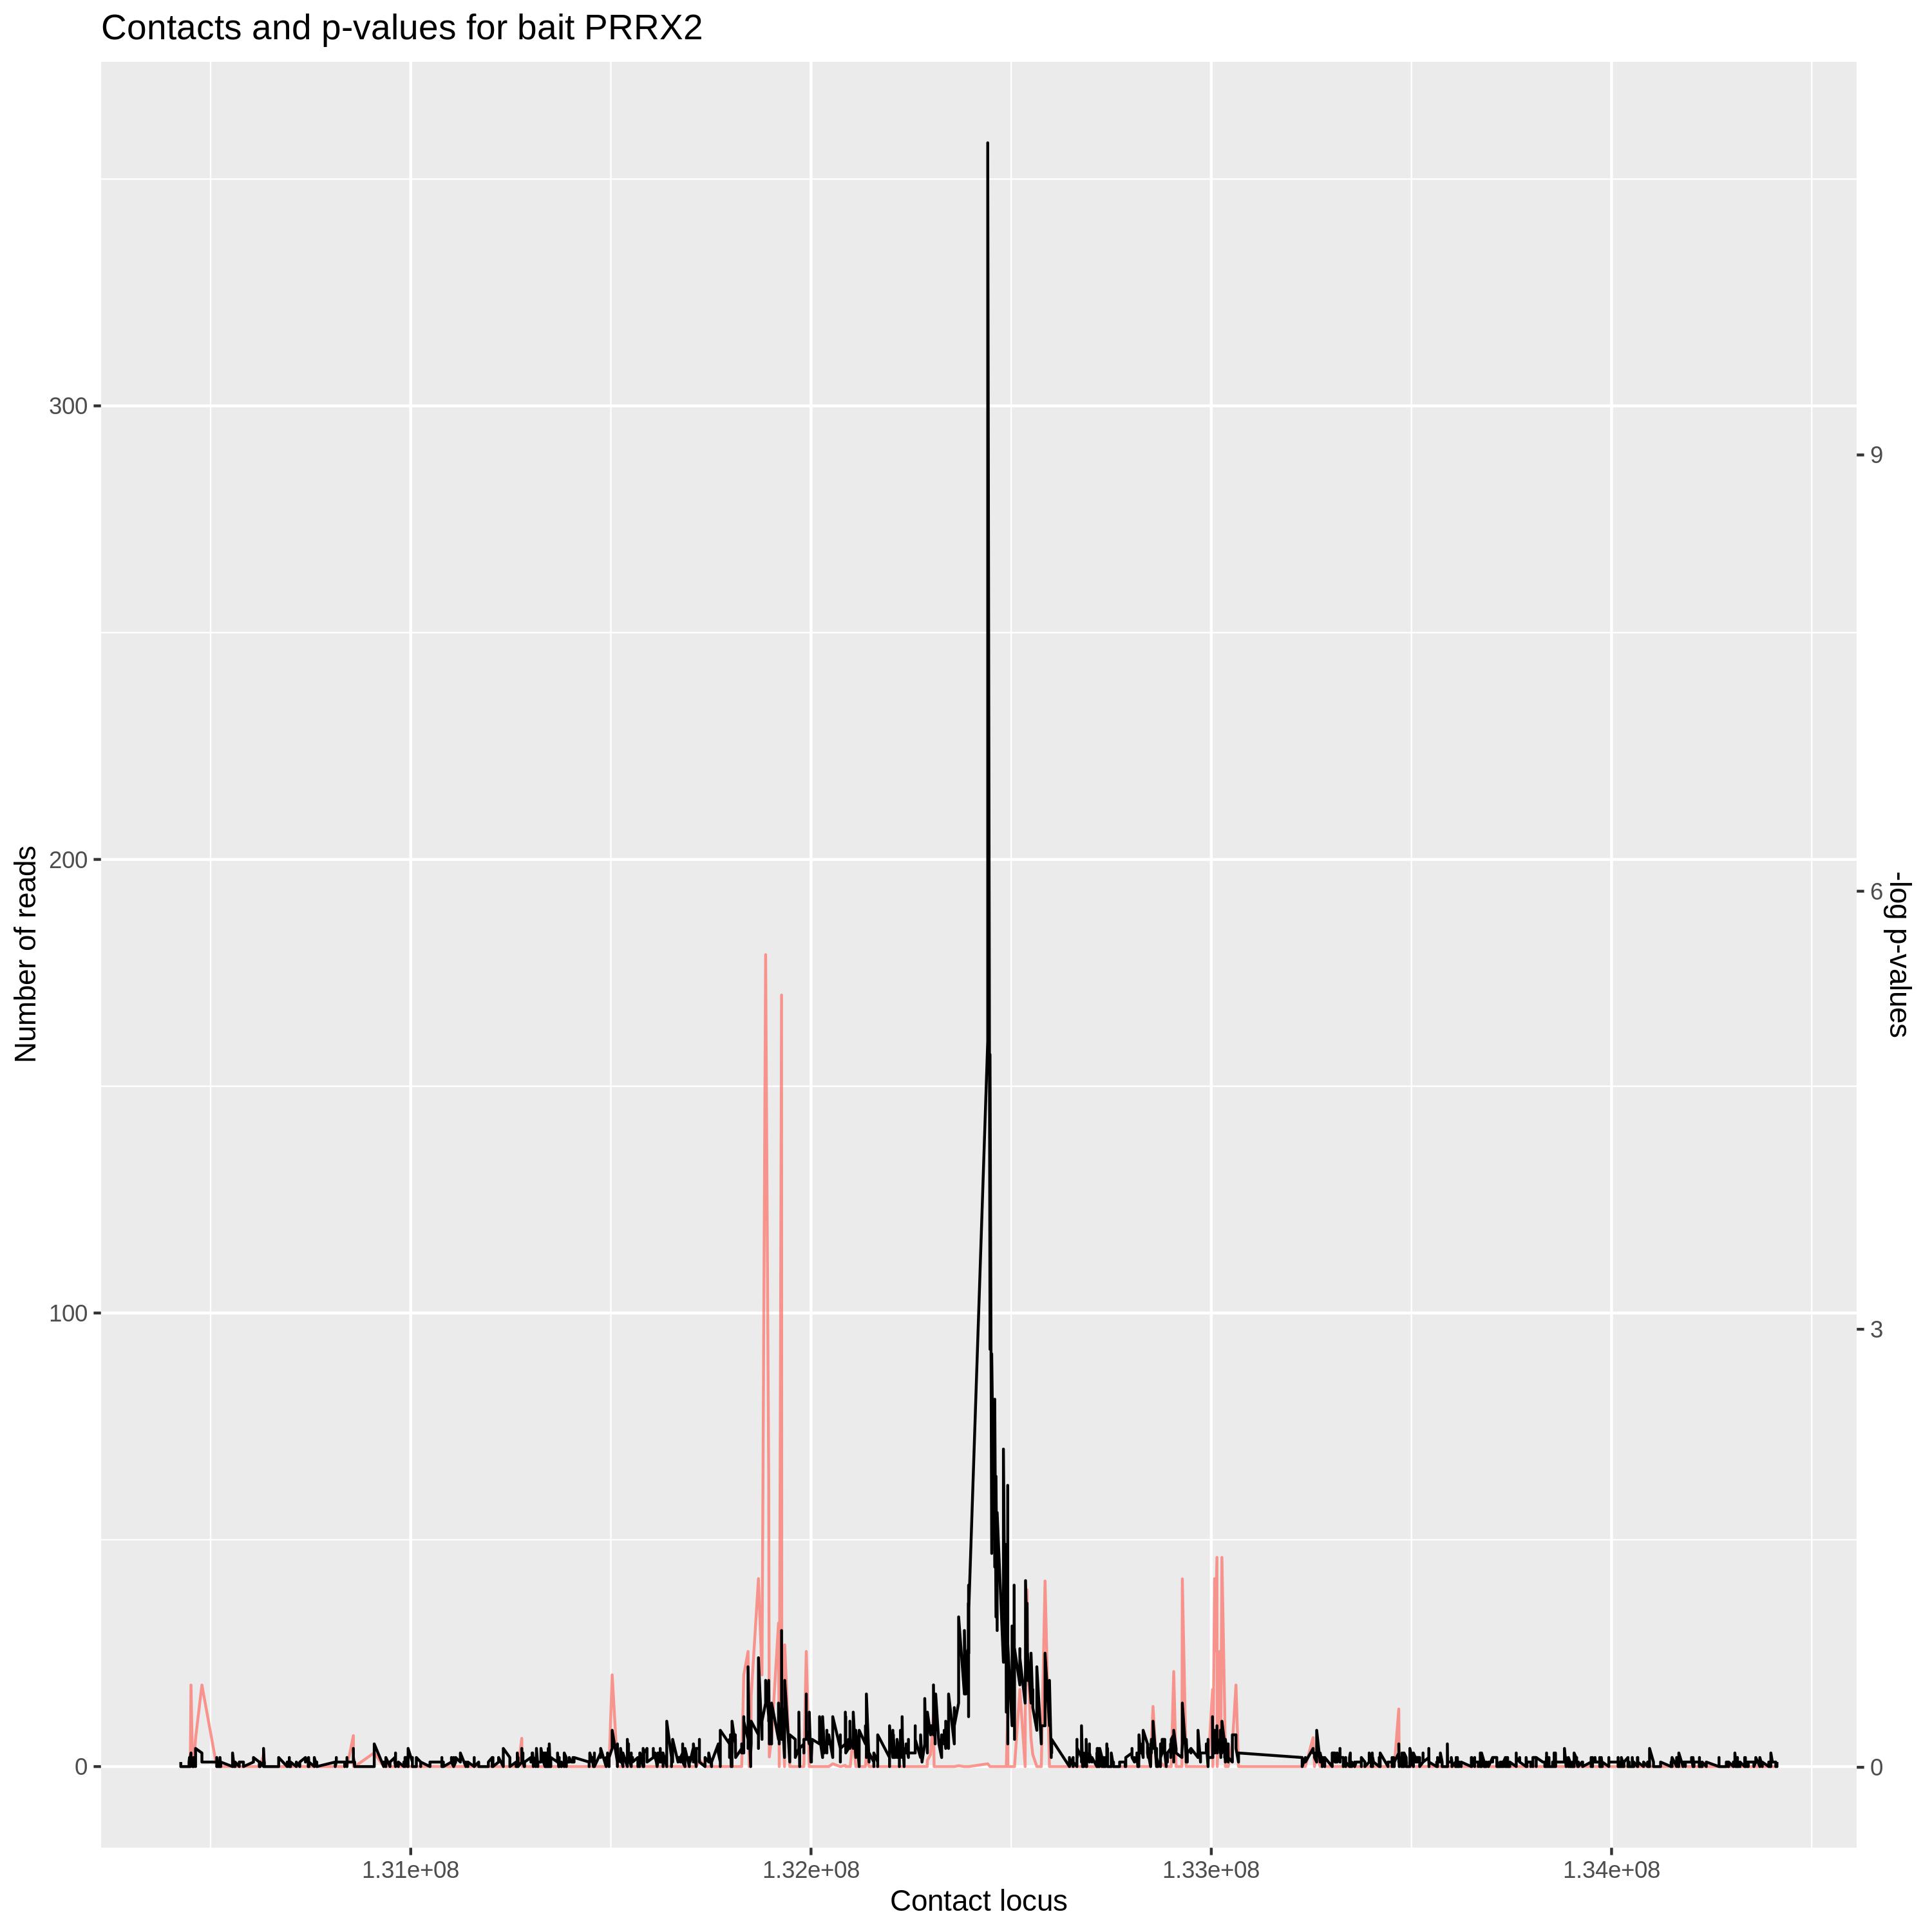 Contacts and p-values for bait PRRX2
Number of reads
300
200
100
0
9
6
3
0
-log p-values
1.31e+08 1.32e+08 1.33e+08 1.34e+08
Contact locus